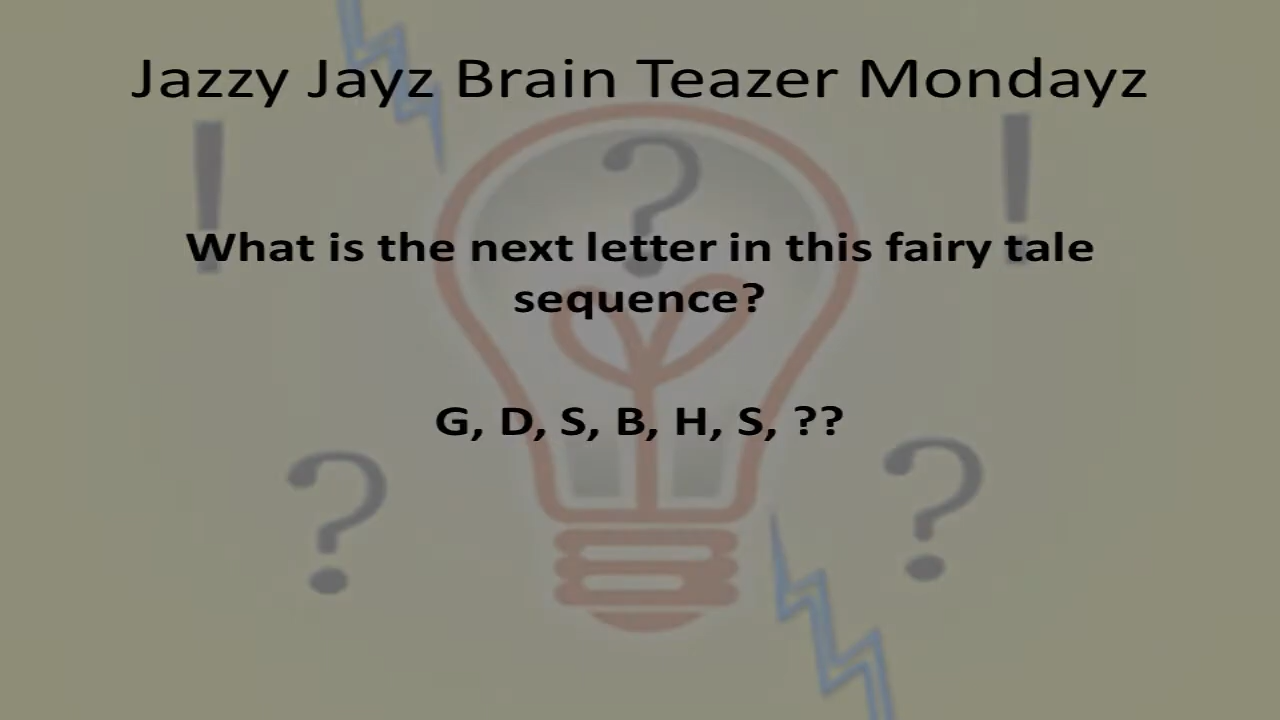 Jazzy Jayz Brain Teazer Mondayz
What is the next letter in this fairy tale
sequence?
G, D, S, B, H, S, ??